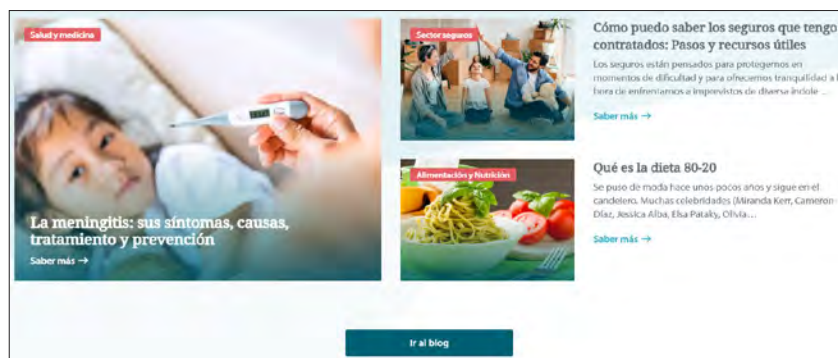 Salud y medicina
La meningitis: sus síntomas, causas,
tratamiento y prevención
Saber más →
Sector seguros
Cómo puedo saber los seguros que tengo
contratados: Pasos y recursos útiles
Los seguros están pensados para protegernos en
momentos de dificultad y para ofrecernos tranquilidad a
hora de enfrentarnos a imprevistos de diversa índole ...
Saber más →
Alimentación y Nutrición
Qué es la dieta 80-20
Se puso de moda hace unos pocos años y sigue en el
candelero. Muchas celebridades (Miranda Kerr, Cameron
Díaz, Jessica Alba, Elsa Pataky, Olivia...
Saber más →
Ir al blog